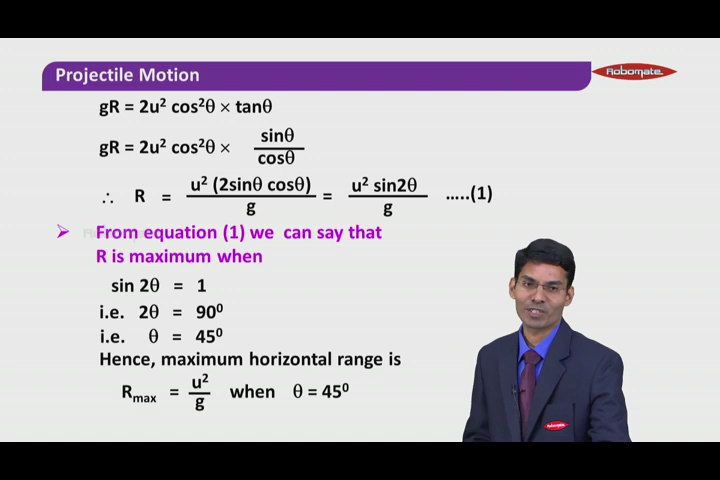 Projectile Motion
Robomate
gR = 2u² cos²θ × tanθ
gR = 2u² cos²θ × sinθ / cosθ
∴ R = u² (2sinθ cosθ) / g = u² sin2θ / g .....(1)
➢ From equation (1) we can say that
R is maximum when
sin 2θ = 1
i.e. 2θ = 90⁰
i.e. θ = 45⁰
Hence, maximum horizontal range is
Rmax = u² / g when θ = 45⁰
Robomate